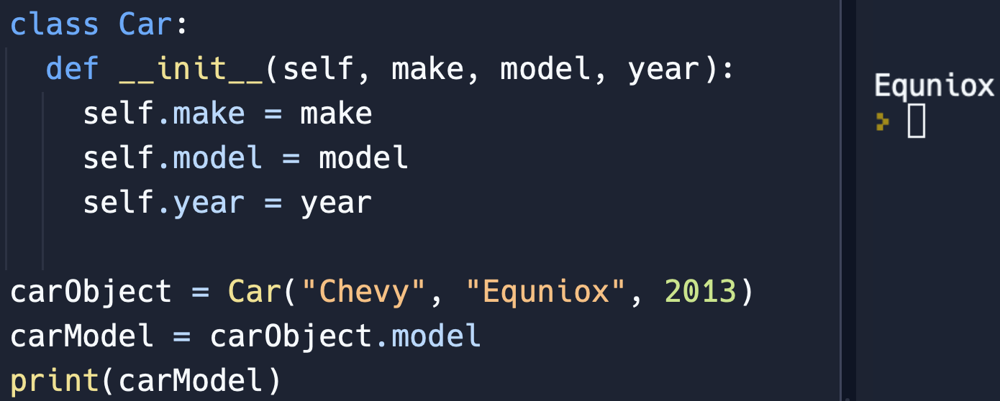 class Car:
  def __init__(self, make, model, year):
    self.make = make
    self.model = model
    self.year = year

carObject = Car("Chevy", "Equniox", 2013)
carModel = carObject.model
print(carModel)
Equniox
>